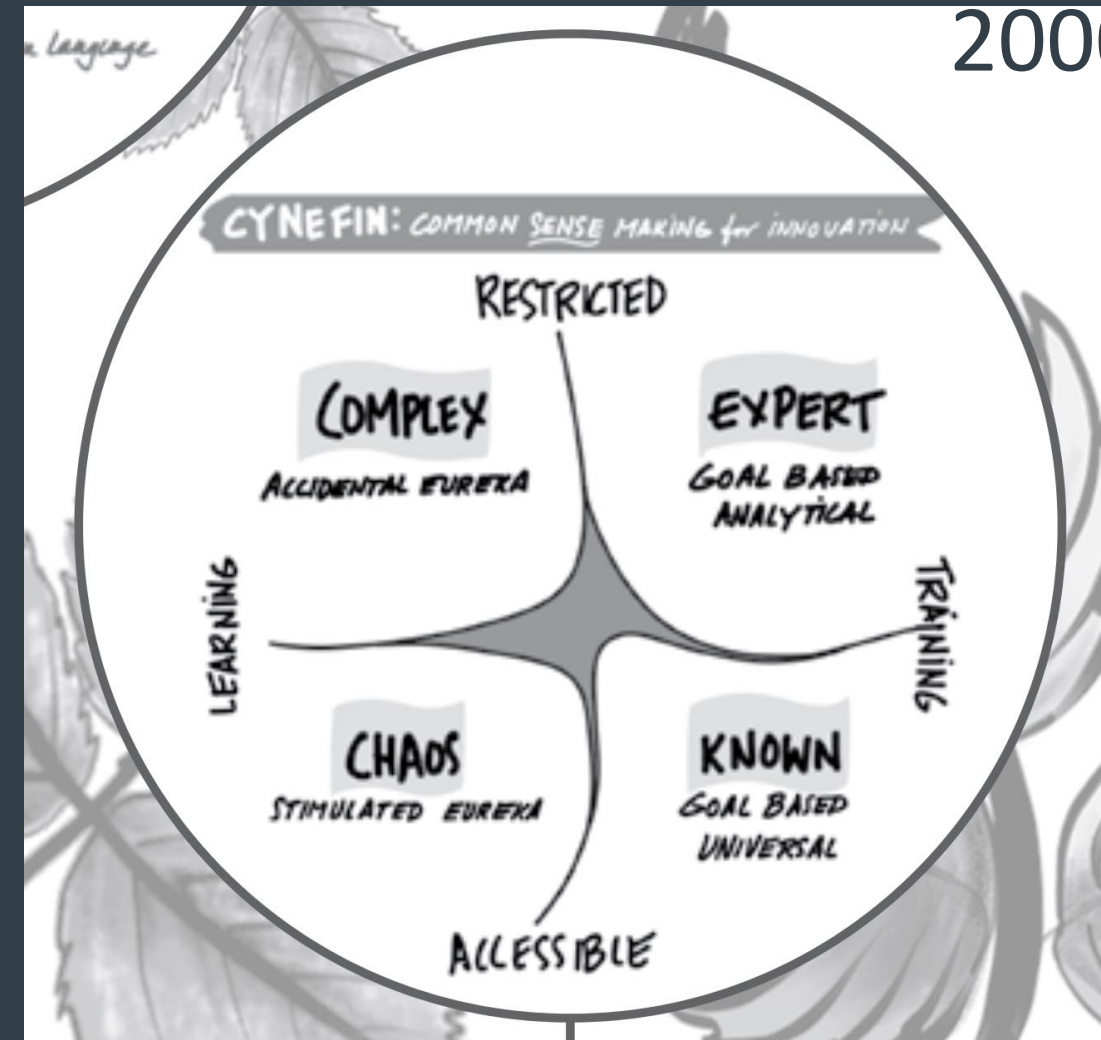 language
CYNEFIN: COMMON SENSE MAKING for INNOVATION
RESTRICTED
COMPLEX
ACCIDENTAL EUREKA
EXPERT
GOAL BASED
ANALYTICAL
LEARNING
TRAINING
CHAOS
STIMULATED EUREKA
KNOWN
GOAL BASED
UNIVERSAL
ACCESSIBLE